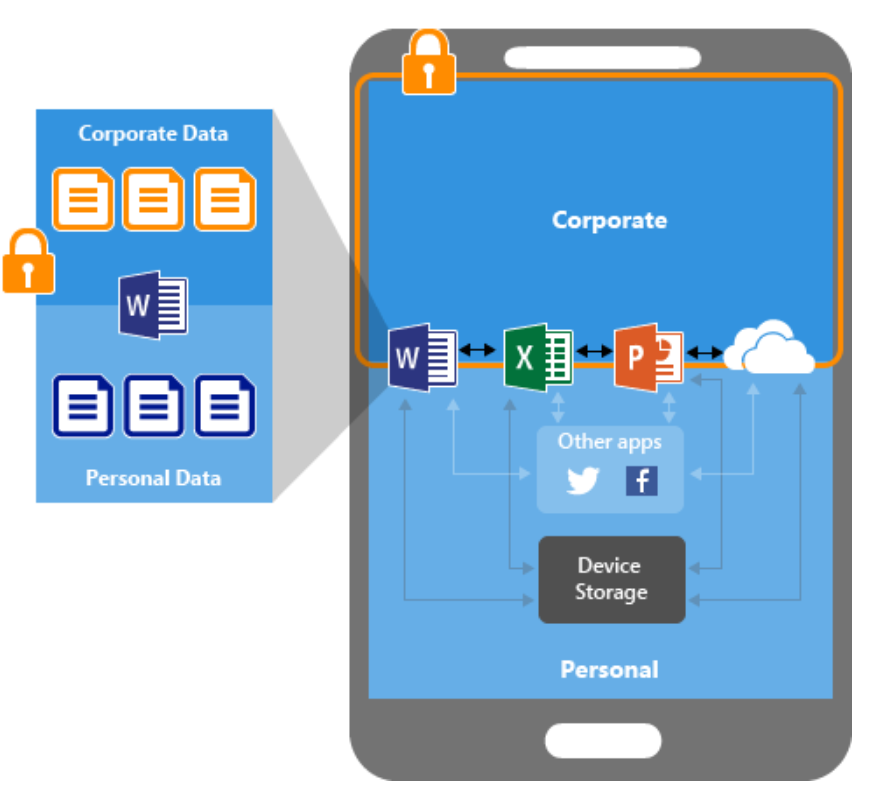 Corporate Data
W
Personal Data
Corporate
W
X
P
Other apps
f
Device
Storage
Personal